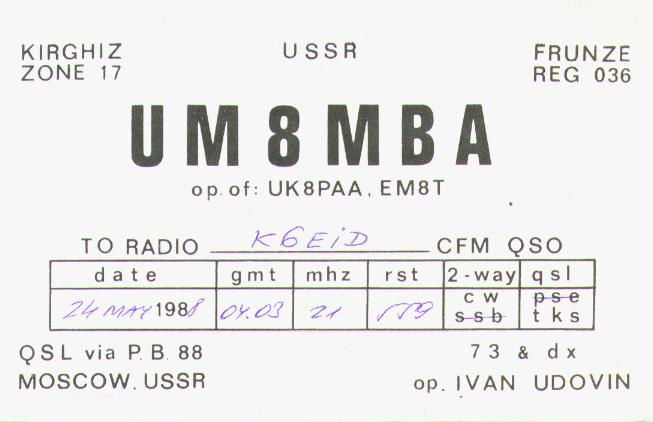 KIRGHIZ USSR FRUNZE
ZONE 17 REG 036
UM8MBA
op. of: UK8PAA, EM8T
TO RADIO K6EiD CFM QSO
date gmt mhz rst 2-way qsl
24 MAY 1988 04.03 21 559 cw pse
ssb tks
QSL via P.B. 88 73 & dx
MOSCOW. USSR op. IVAN UDOVIN